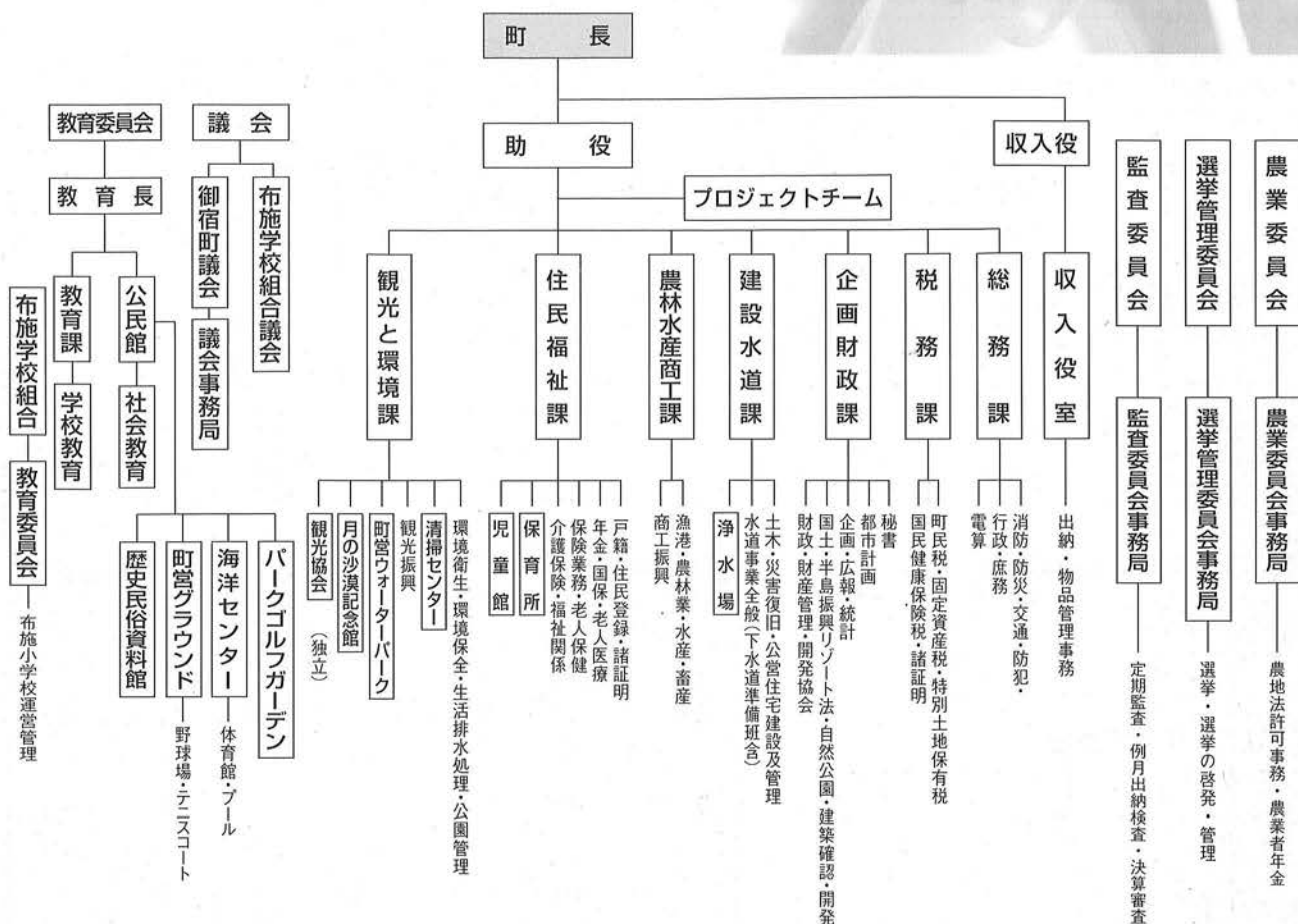 町長
助役
収入役
プロジェクトチーム
教育委員会
教育長
教育課
学校教育
公民館
社会教育
布施学校組合
教育委員会
布施小学校運営管理
歴史民俗資料館
町営グラウンド
野球場・テニスコート
海洋センター
体育館・プール
パークゴルフガーデン
議会
御宿町議会
議会事務局
布施学校組合議会
観光と環境課
観光協会
（独立）
月の沙漠記念館
町営ウォーターパーク
観光振興
清掃センター
環境衛生・環境保全・生活排水処理・公園管理
住民福祉課
児童館
保育所
介護保険・福祉関係
保険業務・老人保健
年金・国保・老人医療
戸籍・住民登録・諸証明
農林水産商工課
商工振興
漁港・農林業・水産・畜産
建設水道課
浄水場
水道事業全般（下水道準備班含）
土木・災害復旧・公営住宅建設及管理
企画財政課
財政・財産管理・開発協会
国土・半島振興リゾート法・自然公園・建築確認・開発
企画・広報・統計
都市計画
秘書
税務課
国民健康保険税・諸証明
町民税・固定資産税・特別土地保有税
総務課
電算
行政・庶務
消防・防災・交通・防犯・
収入役室
出納・物品管理事務
監査委員会
監査委員会事務局
定期監査・例月出納検査・決算審査
選挙管理委員会
選挙管理委員会事務局
選挙・選挙の啓発・管理
農業委員会
農業委員会事務局
農地法許可事務・農業者年金